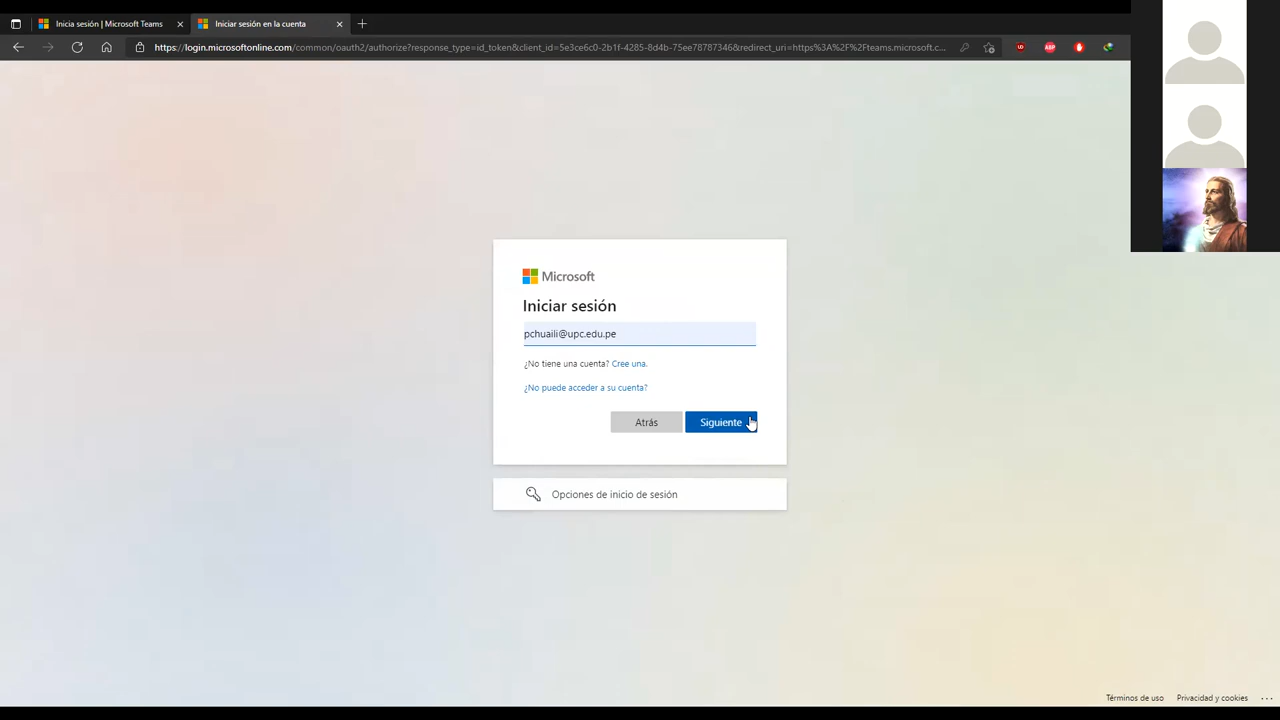 Inicia sesión | Microsoft Teams
Iniciar sesión en la cuenta
https://login.microsoftonline.com/common/oauth2/authorize?response_type=id_token&client_id=5e3ce6c0-2b1f-4285-8d4b-75ee78787346&redirect_uri=https%3A%2F%2Fteams.microsoft.c...
Microsoft
Iniciar sesión
pchuaili@upc.edu.pe
¿No tiene una cuenta? Cree una.
¿No puede acceder a su cuenta?
Atrás
Siguiente
Opciones de inicio de sesión
Términos de uso
Privacidad y cookies
...